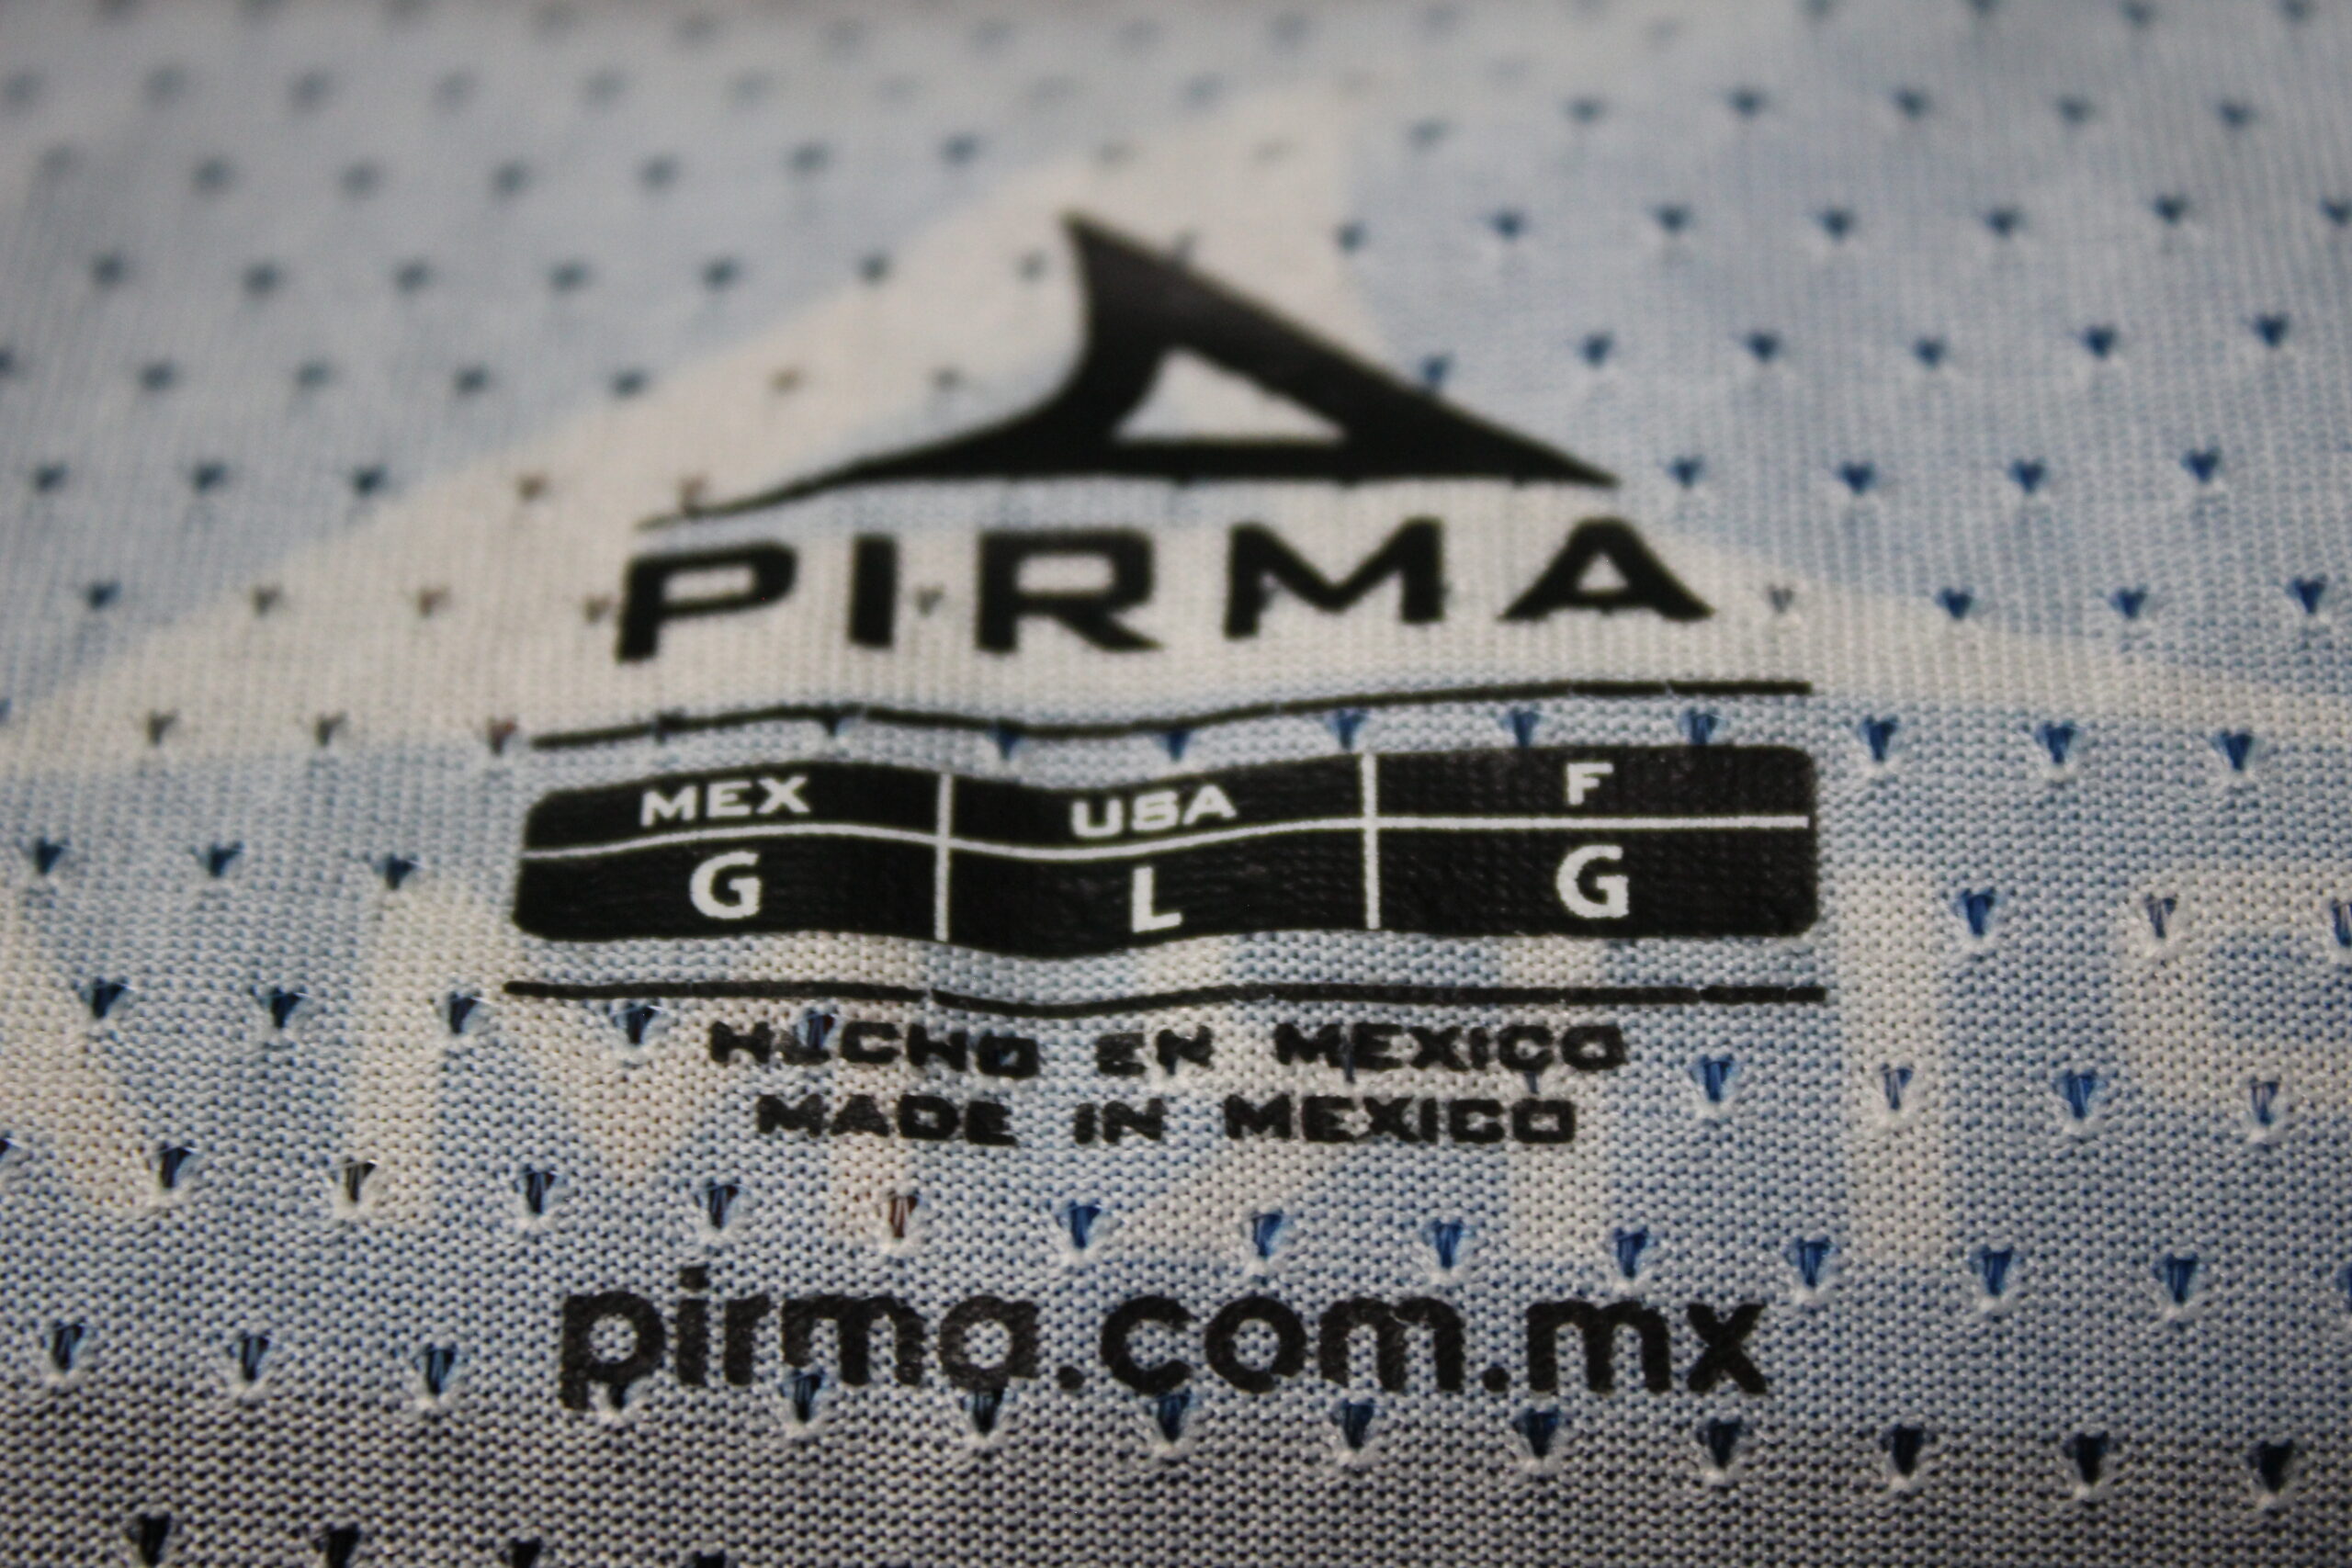 PIRMA
MEX USA F
G L G
HECHO EN MEXICO
MADE IN MEXICO
pirma.com.mx